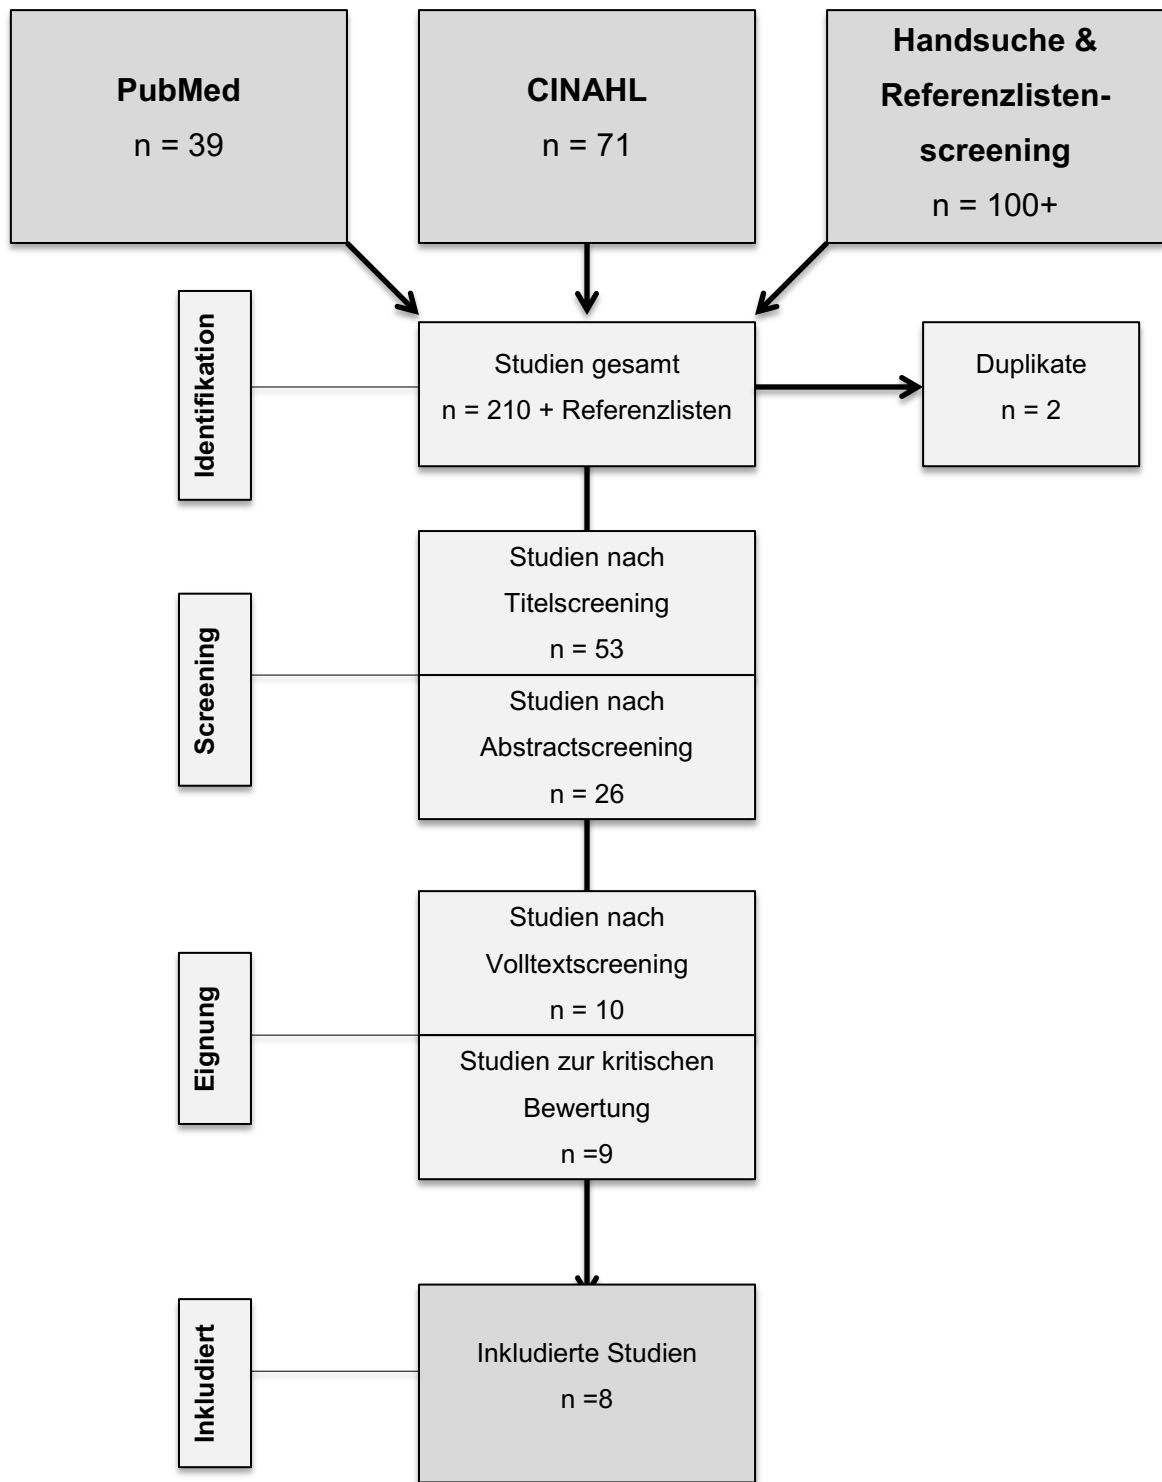 PubMed
n = 39
CINAHL
n = 71
Handsuche &
Referenzlisten-
screening
n = 100+
Identifikation
Studien gesamt
n = 210 + Referenzlisten
Duplikate
n = 2
Screening
Studien nach
Titelscreening
n = 53
Studien nach
Abstractscreening
n = 26
Eignung
Studien nach
Volltextscreening
n = 10
Studien zur kritischen
Bewertung
n =9
Inkludiert
Inkludierte Studien
n =8